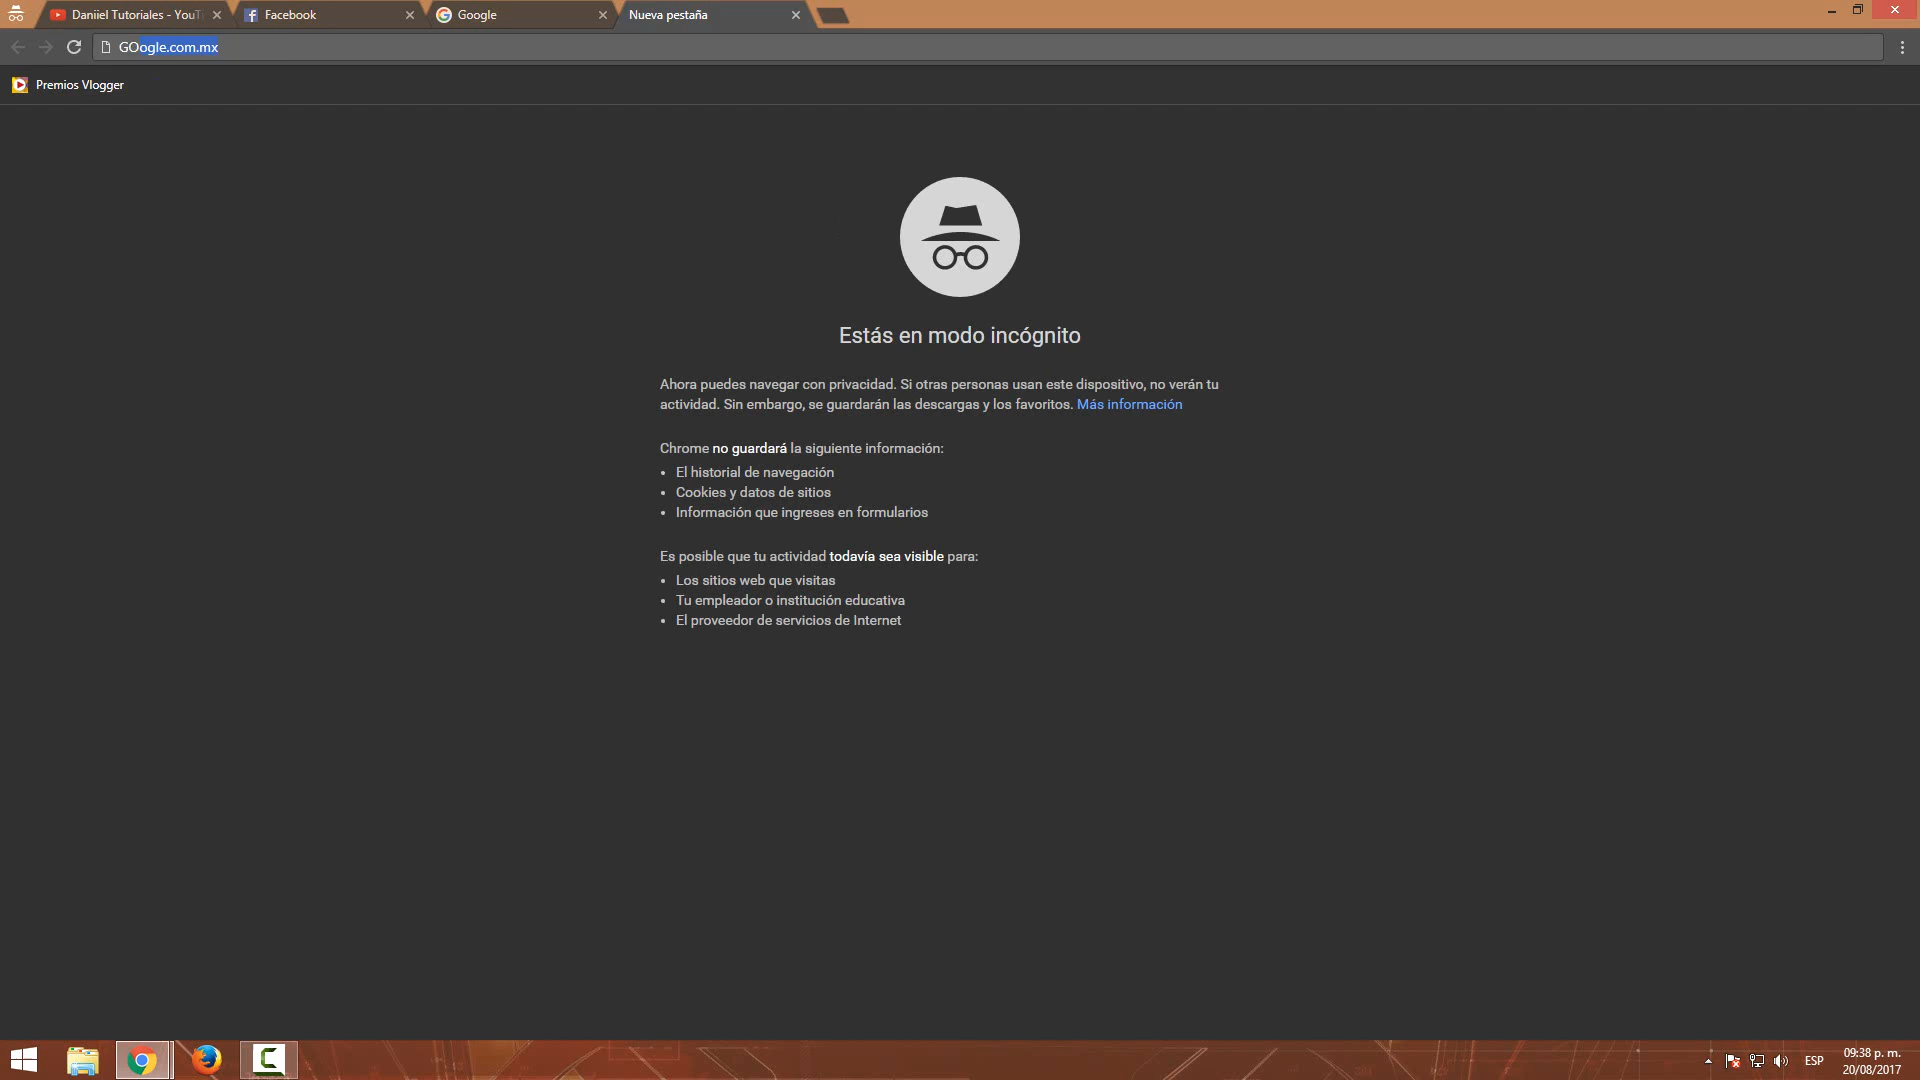 Daniiel Tutoriales - YouT
Facebook
Google
Nueva pestaña
GOogle.com.mx
Premios Vlogger
Estás en modo incógnito
Ahora puedes navegar con privacidad. Si otras personas usan este dispositivo, no verán tu
actividad. Sin embargo, se guardarán las descargas y los favoritos. Más información
Chrome no guardará la siguiente información:
• El historial de navegación
• Cookies y datos de sitios
• Información que ingreses en formularios
Es posible que tu actividad todavía sea visible para:
• Los sitios web que visitas
• Tu empleador o institución educativa
• El proveedor de servicios de Internet
ESP
09:38 p. m.
20/08/2017